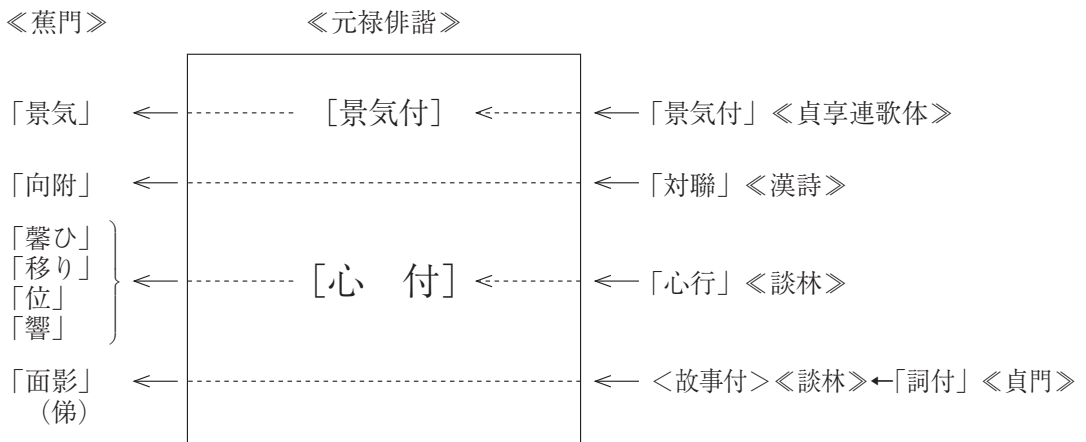 ≪蕉門≫ ≪元禄俳諧≫
「景気」 [景気付] 「景気付」≪貞享連歌体≫
「向附」 「対聯」≪漢詩≫
「馨ひ」
「移り」
「位」
「響」
[心 付] 「心行」≪談林≫
「面影」 <故事付>≪談林≫←「詞付」≪貞門≫
(俤)